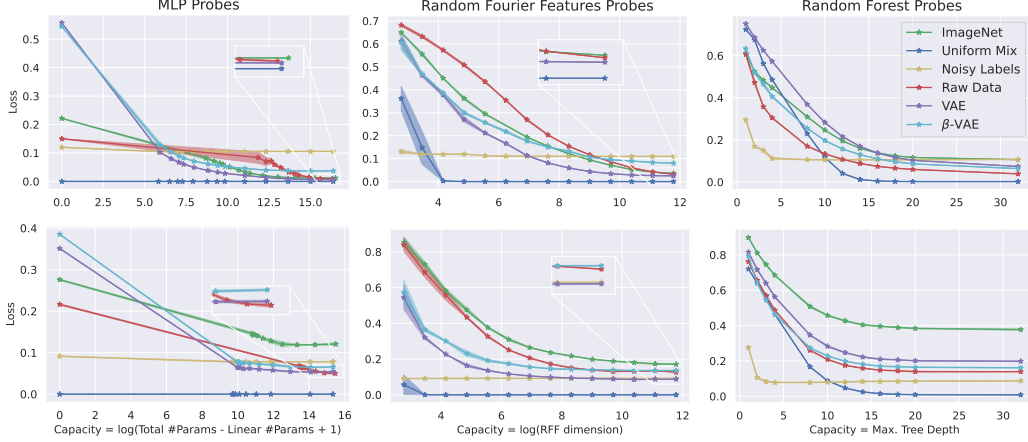 MLP Probes
Random Fourier Features Probes
Random Forest Probes
Loss
0.5
0.4
0.3
0.2
0.1
0.0
0.0 2.5 5.0 7.5 10.0 12.5 15.0
0.7
0.6
0.5
0.4
0.3
0.2
0.1
0.0
4 6 8 10 12
0.6
0.4
0.2
0.0
0 5 10 15 20 25 30
ImageNet
Uniform Mix
Noisy Labels
Raw Data
VAE
β-VAE
Loss
0.4
0.3
0.2
0.1
0.0
0 2 4 6 8 10 12 14 16
Capacity = log(Total #Params - Linear #Params + 1)
0.8
0.6
0.4
0.2
0.0
4 6 8 10 12
Capacity = log(RFF dimension)
0.8
0.6
0.4
0.2
0.0
0 5 10 15 20 25 30
Capacity = Max. Tree Depth